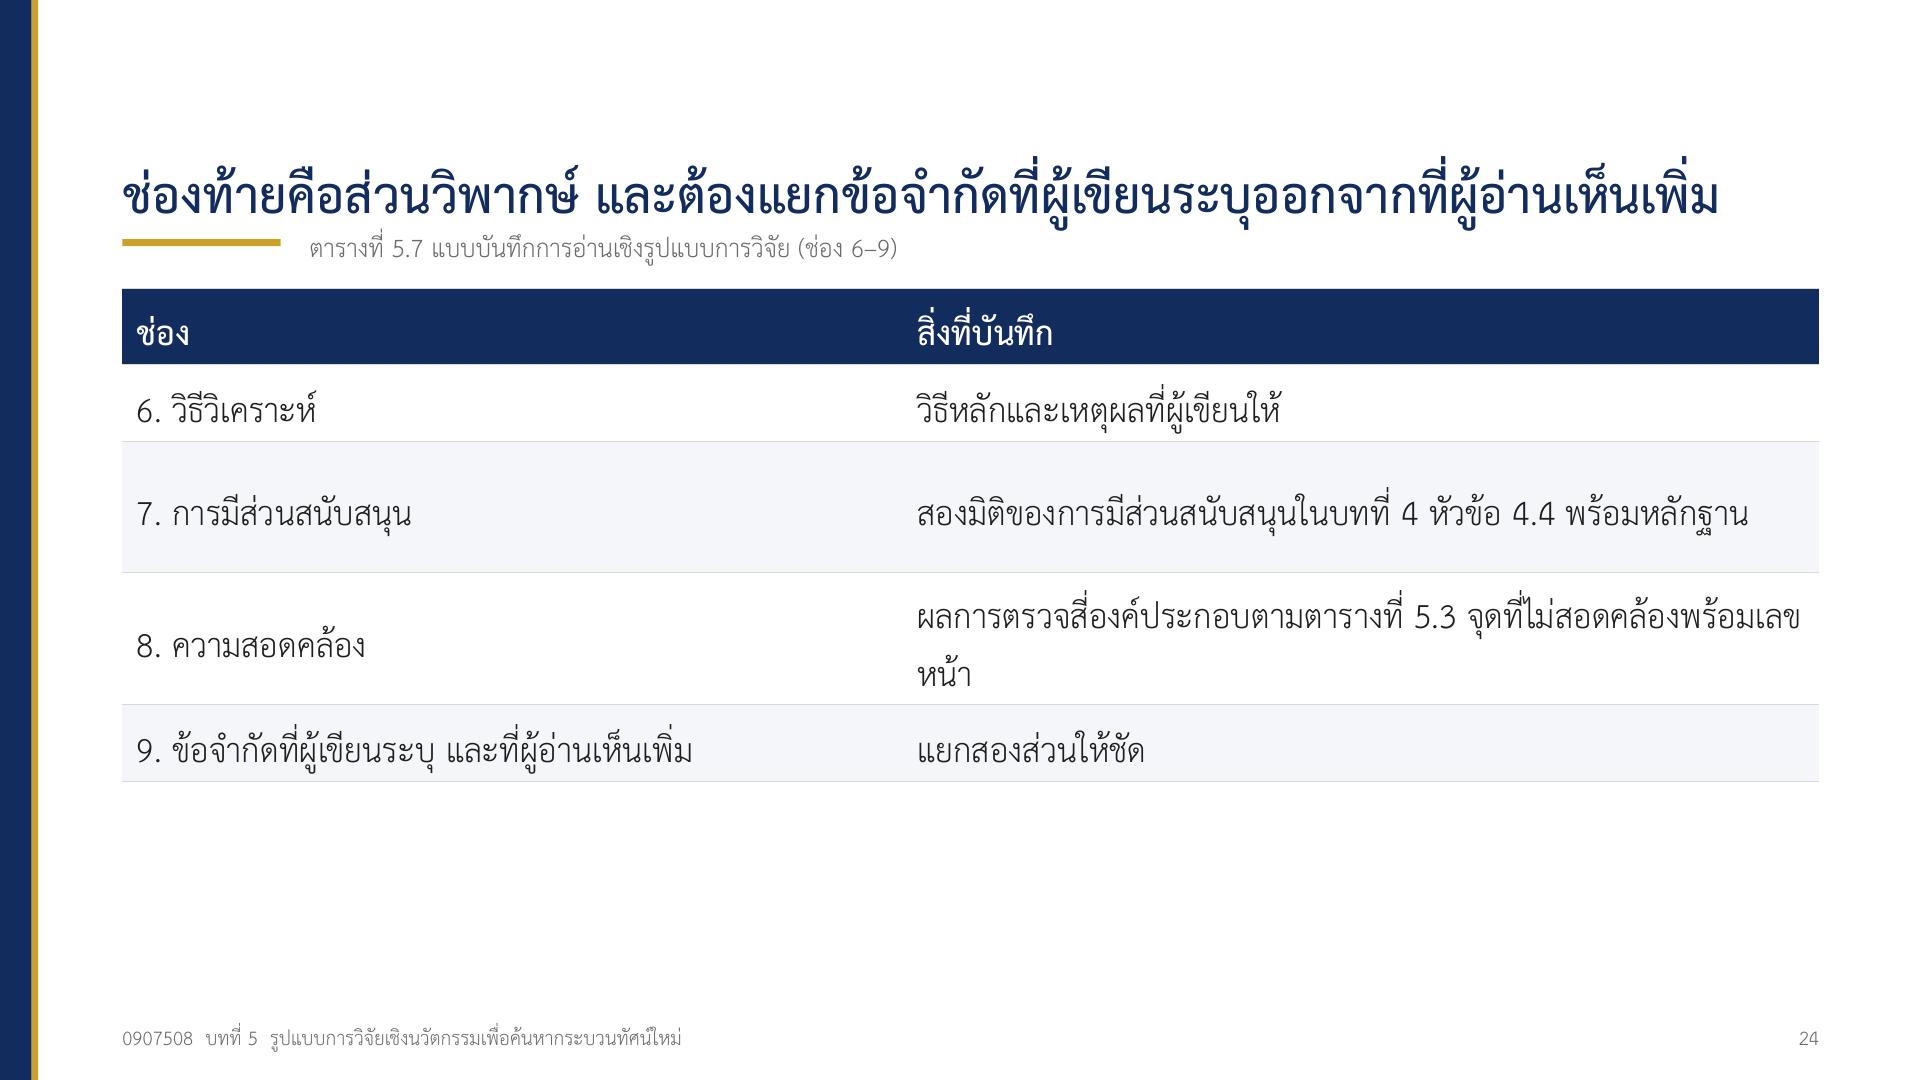 ช่องท้ายคือส่วนวิพากษ์ และต้องแยกข้อจำกัดที่ผู้เขียนระบุออกจากที่ผู้อ่านเห็นเพิ่ม
ตารางที่ 5.7 แบบบันทึกการอ่านเชิงรูปแบบการวิจัย (ช่อง 6–9)
ช่อง สิ่งที่บันทึก
6. วิธีวิเคราะห์ วิธีหลักและเหตุผลที่ผู้เขียนให้
7. การมีส่วนสนับสนุน สองมิติของการมีส่วนสนับสนุนในบทที่ 4 หัวข้อ 4.4 พร้อมหลักฐาน
8. ความสอดคล้อง ผลการตรวจสี่องค์ประกอบตามตารางที่ 5.3 จุดที่ไม่สอดคล้องพร้อมเลข
หน้า
9. ข้อจำกัดที่ผู้เขียนระบุ และที่ผู้อ่านเห็นเพิ่ม แยกสองส่วนให้ชัด
0907508 บทที่ 5 รูปแบบการวิจัยเชิงนวัตกรรมเพื่อค้นหากระบวนทัศน์ใหม่ 24